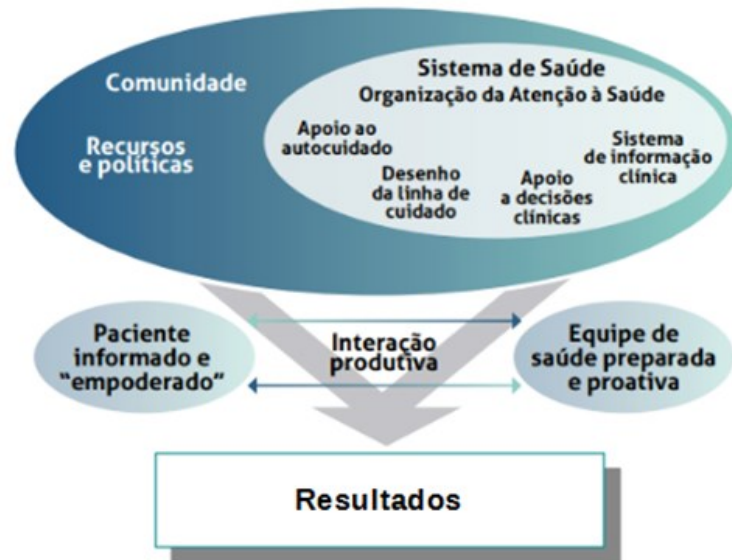 Comunidade
Recursos
e políticas
Sistema de Saúde
Organização da Atenção à Saúde
Apoio ao
autocuidado
Desenho
da linha de
cuidado
Apoio
a decisões
clínicas
Sistema
de informação
clínica
Paciente
informado e
“empoderado”
Interação
produtiva
Equipe de
saúde preparada
e proativa
Resultados